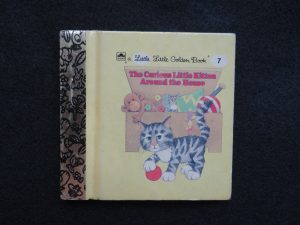 a Little Little Golden Book®
7
The Curious Little Kitten
Around the House